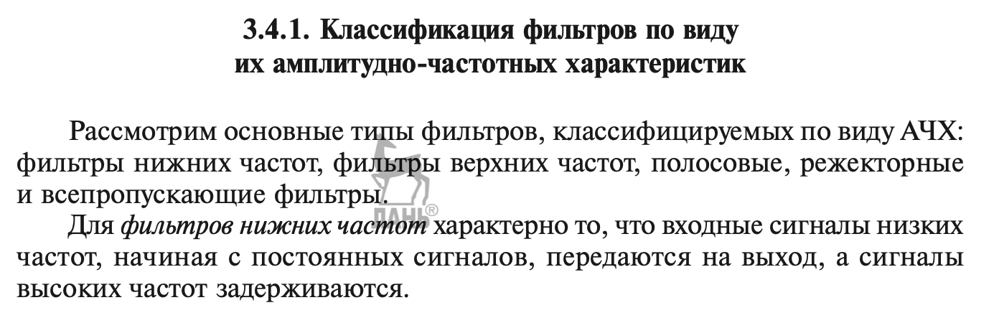 3.4.1. Классификация фильтров по виду
их амплитудно-частотных характеристик
Рассмотрим основные типы фильтров, классифицируемых по виду АЧХ:
фильтры нижних частот, фильтры верхних частот, полосовые, режекторные
и всепропускающие фильтры.
ЛАНЬ®
Для фильтров нижних частот характерно то, что входные сигналы низких
частот, начиная с постоянных сигналов, передаются на выход, а сигналы
высоких частот задерживаются.